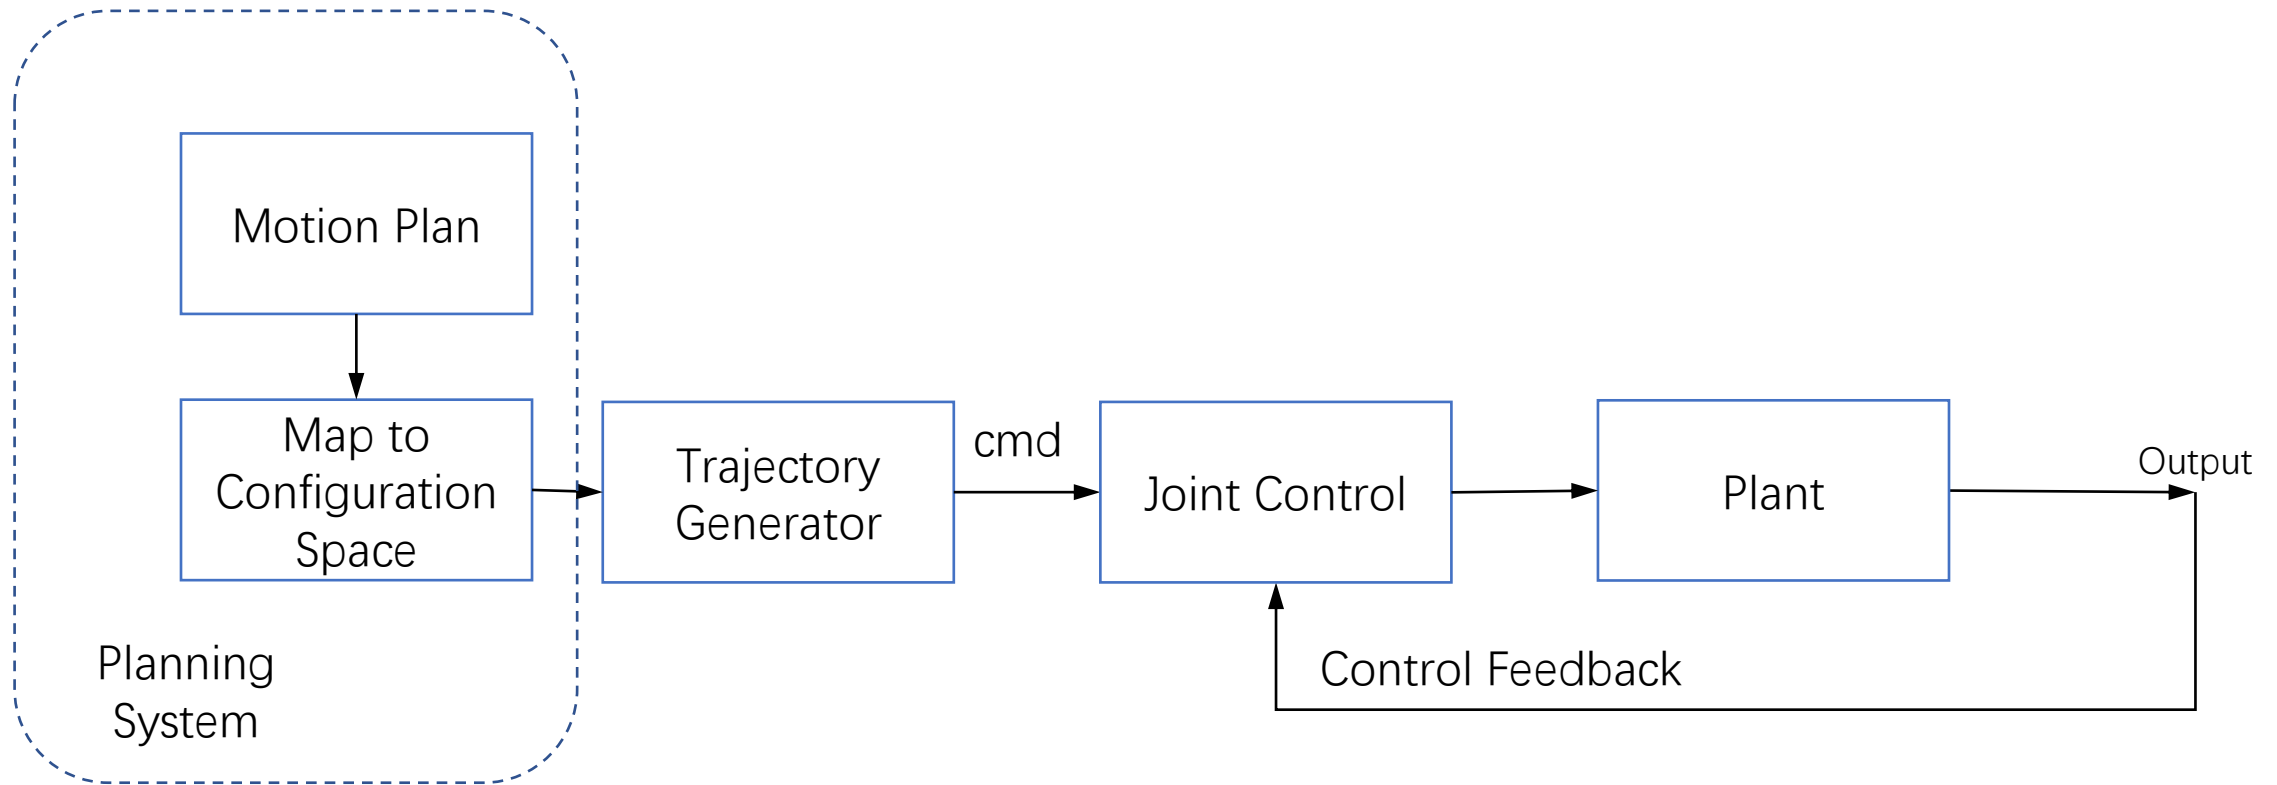 Motion Plan
Map to
Configuration
Space
Planning
System
Trajectory
Generator
cmd
Joint Control
Plant
Output
Control Feedback